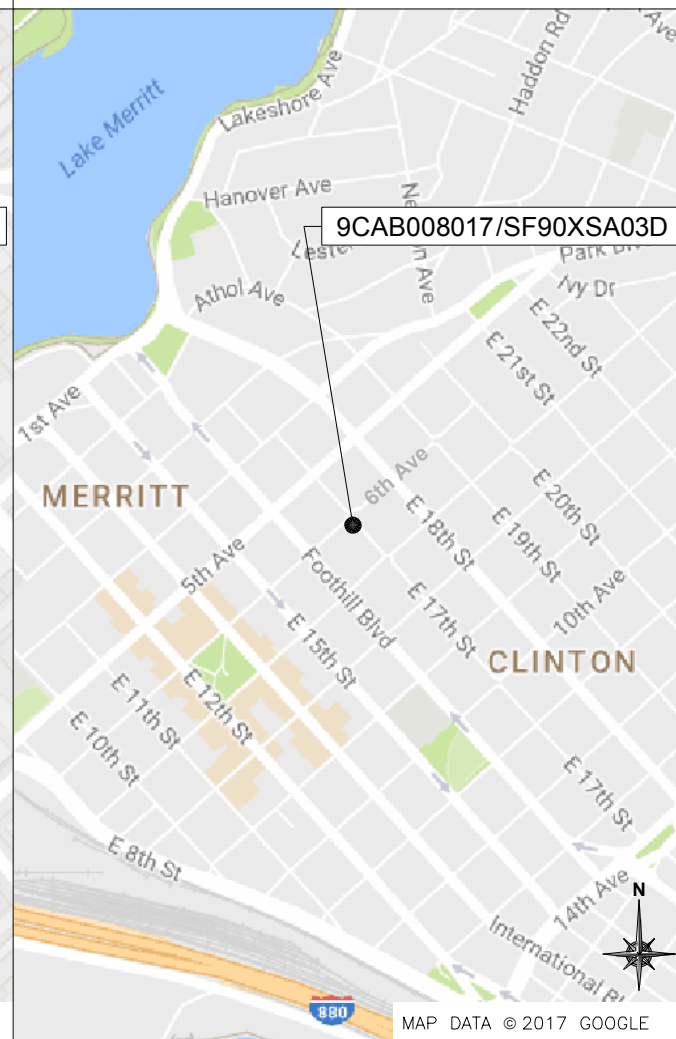 Ave
Haddon Rd
Lake Merritt
Lakeshore Ave
Hanover Ave
9CAB008017/SF90XSA03D
Park
Ivy Dr
Athol Ave
E 22nd St
E 21st St
1st Ave
6th Ave
MERRITT
E 20th St
E 18th St
E 19th St
5th Ave
Foothill Blvd
10th Ave
E 17th St
CLINTON
E 15th St
E 12th St
E 11th St
E 10th St
E 17th St
E 8th St
14th Ave
N
International
880
MAP DATA © 2017 GOOGLE